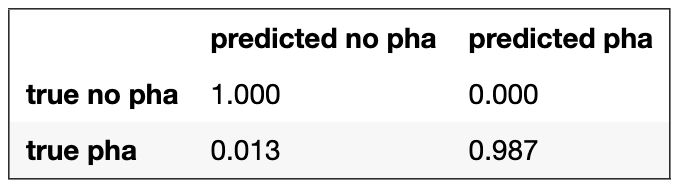 predicted no pha predicted pha
true no pha 1.000 0.000
true pha 0.013 0.987